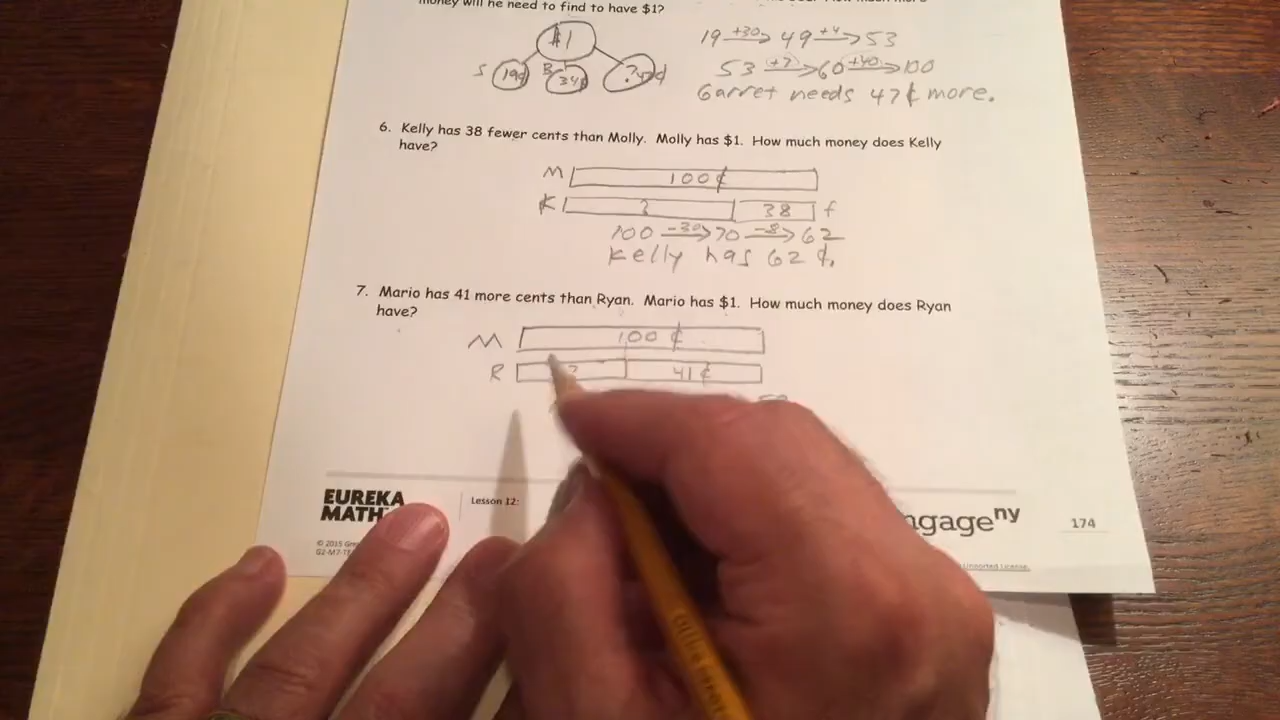 money will he need to find to have $1?
$1
S 19¢ B 34¢ ? 47¢
19 +30 49 +4 53
53 +7 60 +40 100
Garret needs 47¢ more.
6. Kelly has 38 fewer cents than Molly. Molly has $1. How much money does Kelly
have?
M 100¢
K ? 38 f
100 -30 70 -8 62
Kelly has 62 ¢.
7. Mario has 41 more cents than Ryan. Mario has $1. How much money does Ryan
have?
M 100 ¢
R ? 41¢
EUREKA
MATH
Lesson 12:
174
© 2015